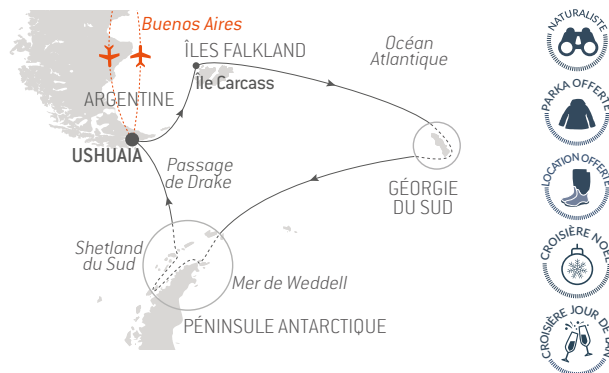 Buenos Aires
ÎLES FALKLAND
Océan
Atlantique
Île Carcass
ARGENTINE
USHUAIA
Passage
de Drake
GÉORGIE
DU SUD
Shetland
du Sud
Mer de Weddell
PÉNINSULE ANTARCTIQUE
NATURALISTE
PARKA OFFERTE
LOCATION OFFERTE
CROISIÈRE NOËL
CROISIÈRE JOUR DE L'AN